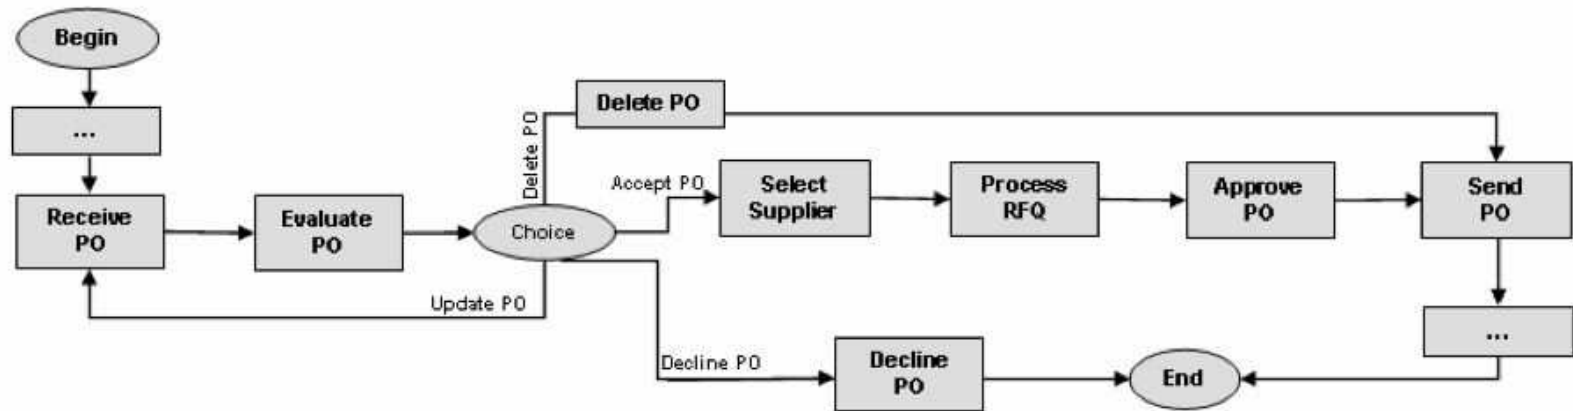 Begin
...
Receive
PO
Evaluate
PO
Choice
Delete PO
Delete PO
Accept PO
Select
Supplier
Process
RFQ
Approve
PO
Send
PO
...
Update PO
Decline PO
Decline
PO
End